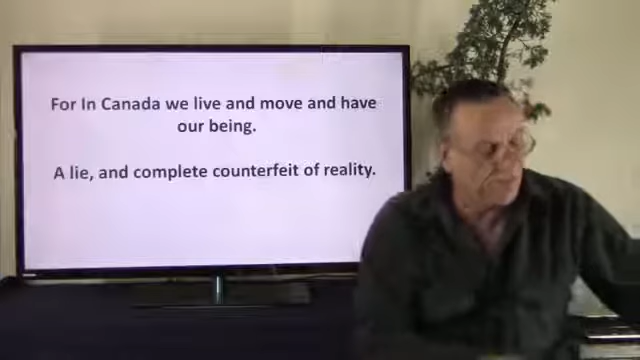 For In Canada we live and move and have
our being.
A lie, and complete counterfeit of reality.